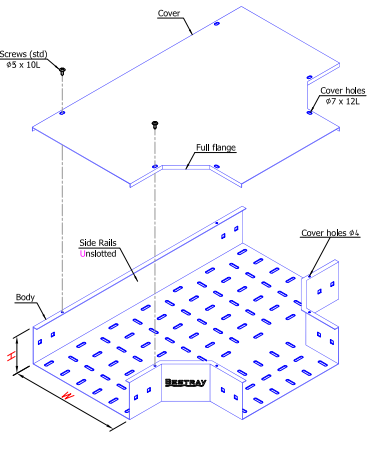 Cover
Screws (std)
ø5 x 10L
Cover holes
ø7 x 12L
Full flange
Side Rails
Unslotted
Cover holes ø4
Body
H
W
BESTRAY